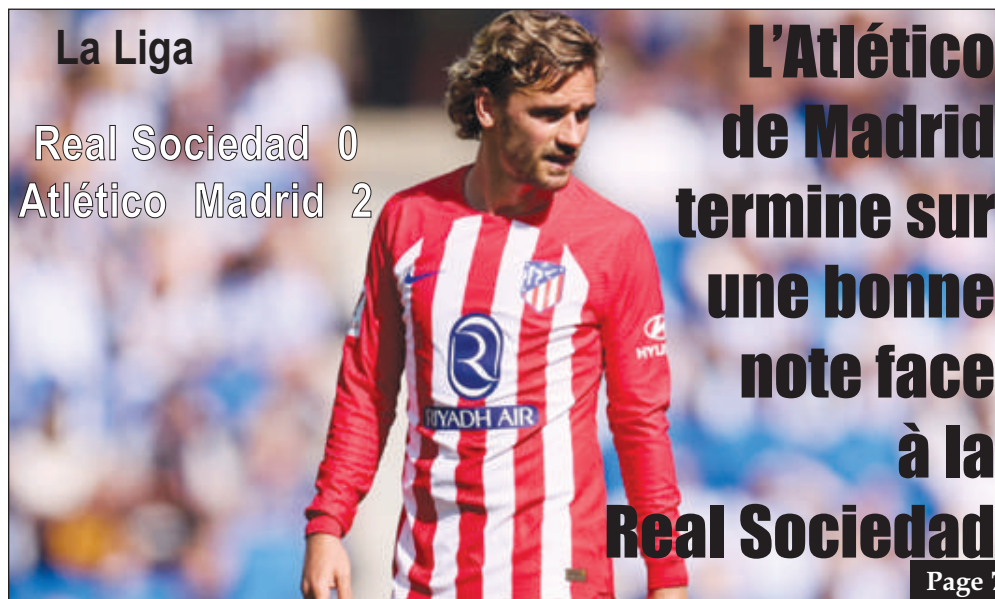 La Liga
Real Sociedad 0
Atlético Madrid 2
L'Atlético
de Madrid
termine sur
une bonne
note face
à la
Real Sociedad
RIYADH AIR
Page 7